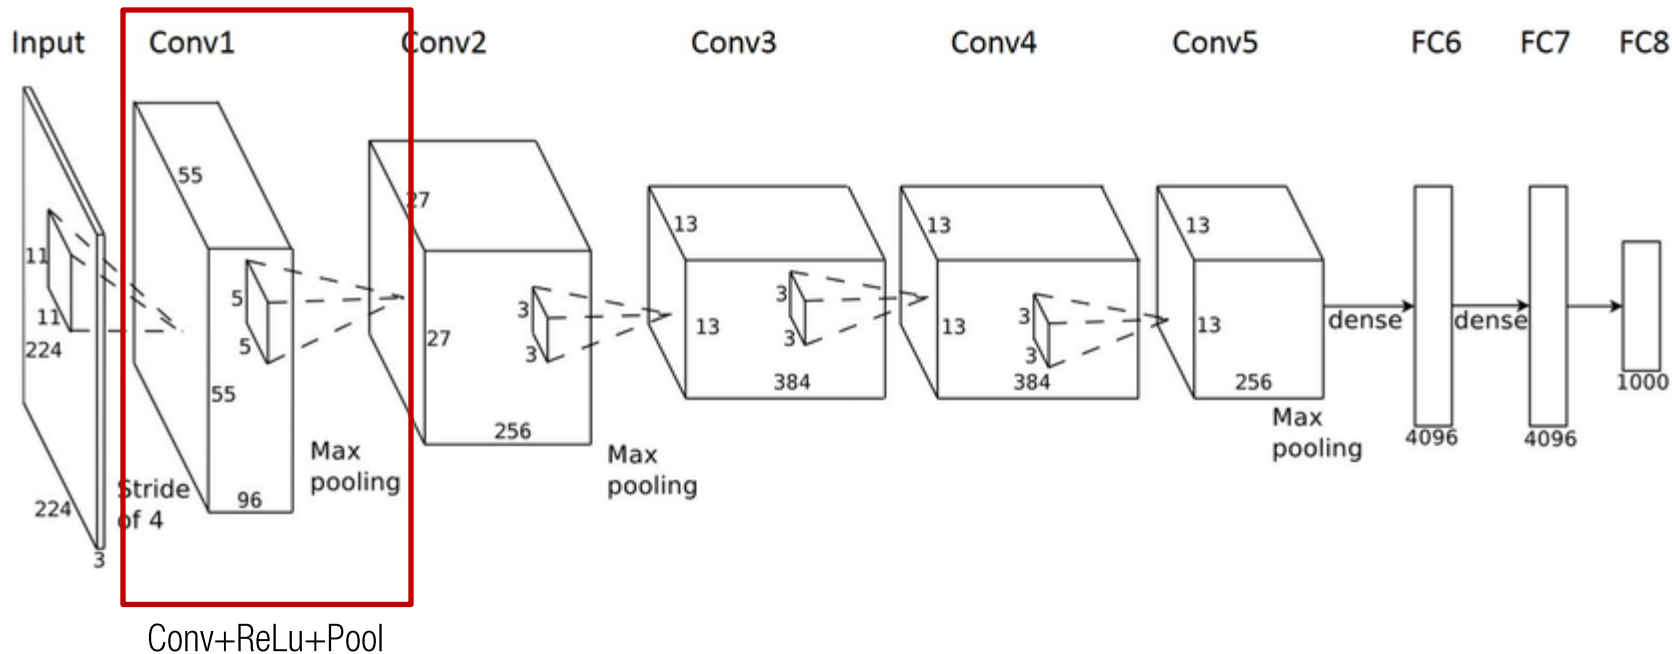 Input Conv1 Conv2 Conv3 Conv4 Conv5 FC6 FC7 FC8
11
11
224
224
3
Stride
of 4
55
5
5
55
96
Max
pooling
27
27
3
3
256
Max
pooling
13
13
3
3
384
13
13
3
3
384
13
13
256
Max
pooling
dense
4096
dense
4096
1000
Conv+ReLu+Pool